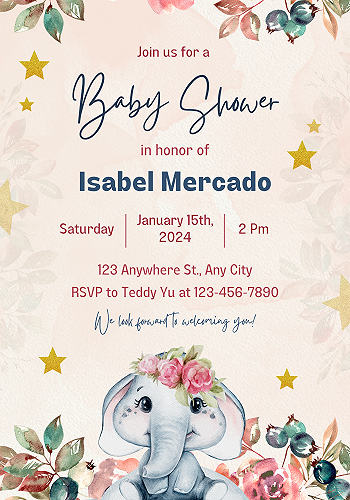 Join us for a
Baby Shower
in honor of
Isabel Mercado
Saturday
January 15th,
2024
2 Pm
123 Anywhere St., Any City
RSVP to Teddy Yu at 123-456-7890
We look forward to welcoming you!